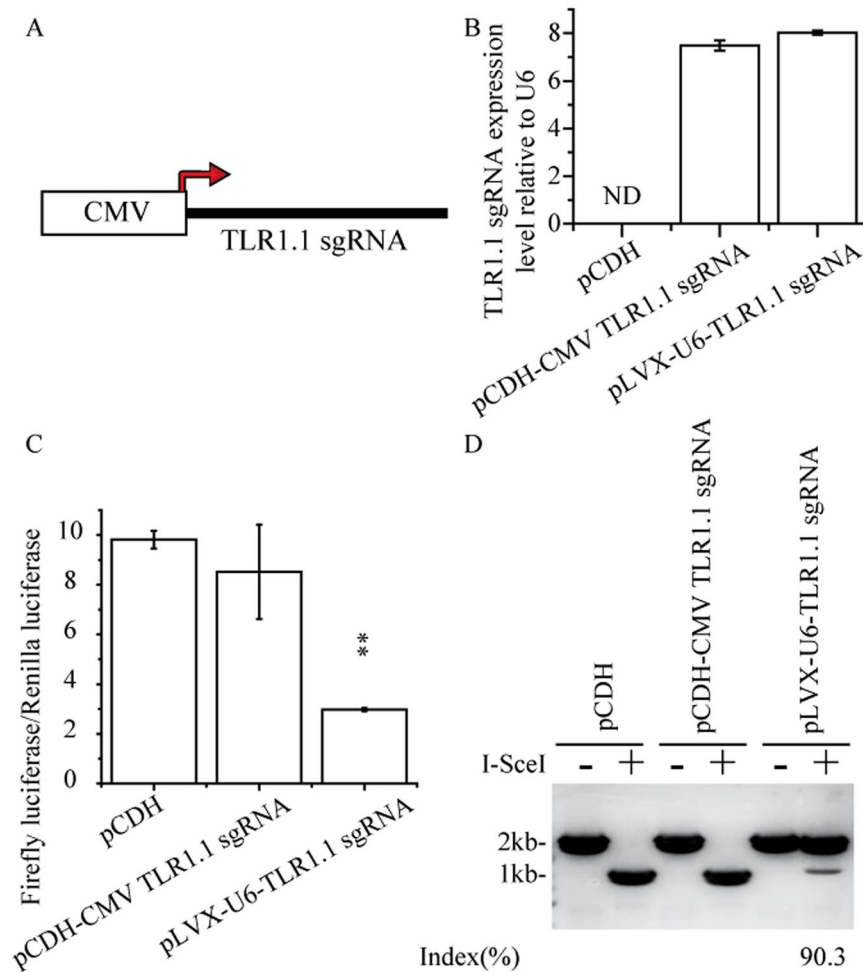 A
CMV
TLR1.1 sgRNA
B
TLR1.1 sgRNA expression
level relative to U6
8
6
4
2
0
ND
pCDH
pCDH-CMV TLR1.1 sgRNA
pLVX-U6-TLR1.1 sgRNA
C
Firefly luciferase/Renilla luciferase
10
8
6
4
2
0
**
pCDH
pCDH-CMV TLR1.1 sgRNA
pLVX-U6-TLR1.1 sgRNA
D
pCDH
pCDH-CMV TLR1.1 sgRNA
pLVX-U6-TLR1.1 sgRNA
I-SceI - + - + - +
2kb-
1kb-
Index(%) 90.3